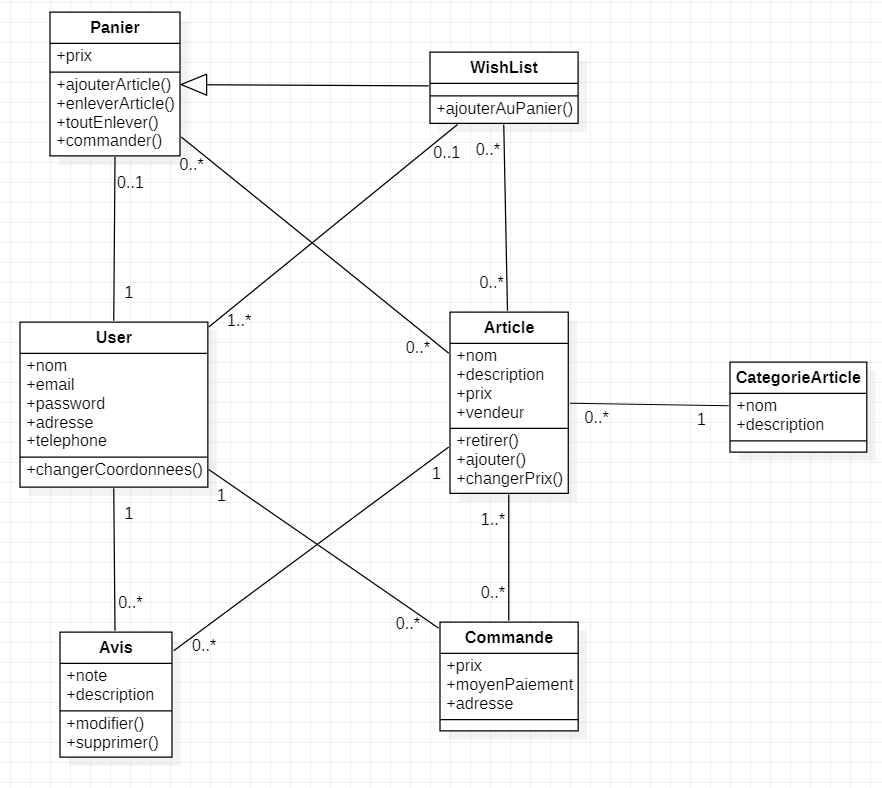 Panier
+prix
+ajouterArticle()
+enleverArticle()
+toutEnlever()
+commander()
WishList
+ajouterAuPanier()
0..1
0..*
0..1
0..*
1
0..*
1..*
0..*
User
+nom
+email
+password
+adresse
+telephone
+changerCoordonnees()
Article
+nom
+description
+prix
+vendeur
+retirer()
+ajouter()
+changerPrix()
CategorieArticle
+nom
+description
0..*
1
1
1
1
1..*
0..*
0..*
0..*
0..*
Avis
+note
+description
+modifier()
+supprimer()
Commande
+prix
+moyenPaiement
+adresse